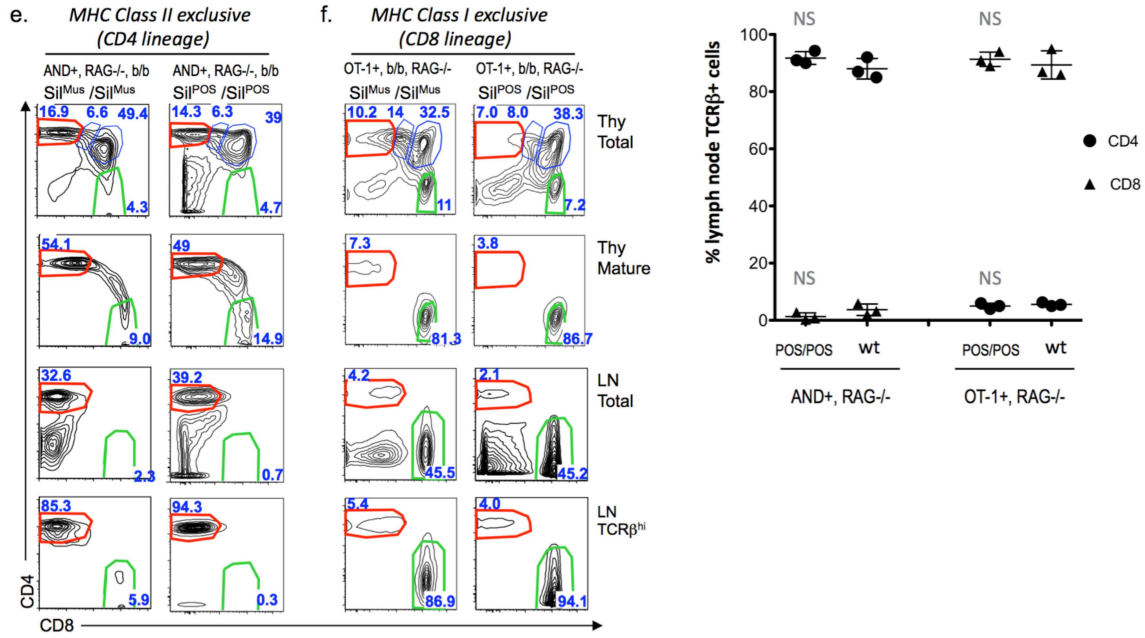 e.
MHC Class II exclusive
(CD4 lineage)
AND+, RAG-/-, b/b
Sil^Mus /Sil^Mus
AND+, RAG-/-, b/b
Sil^POS /Sil^POS
f.
MHC Class I exclusive
(CD8 lineage)
OT-1+, b/b, RAG-/-
Sil^Mus /Sil^Mus
OT-1+, b/b, RAG-/-
Sil^POS /Sil^POS
16.9 6.6 49.4
4.3
14.3 6.3 39
4.7
10.2 14 32.5
11
7.0 8.0 38.3
7.2
Thy
Total
54.1
9.0
49
14.9
7.3
81.3
3.8
86.7
Thy
Mature
32.6
2.3
39.2
0.7
4.2
45.5
2.1
45.2
LN
Total
85.3
5.9
94.3
0.3
5.4
86.9
4.0
94.1
LN
TCRβ^hi
CD4
CD8
% lymph node TCRβ+ cells
100
80
60
40
20
0
NS
NS
NS
NS
CD4
CD8
POS/POS wt POS/POS wt
AND+, RAG-/- OT-1+, RAG-/-